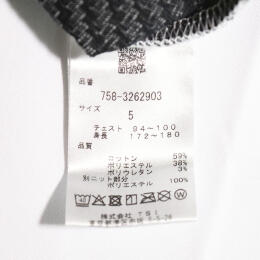 品番
758-3262903
サイズ
5
チェスト 94~100
身長 172~180
品質
コットン 59%
ポリエステル 38%
ポリウレタン 3%
別ニット部分 100%
ポリエステル
株式会社 TSI